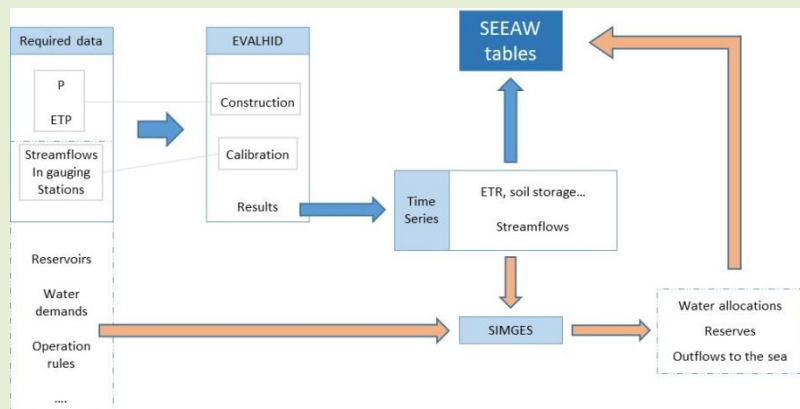 Required data
P
ETP
Streamflows
In gauging
Stations
Reservoirs
Water
demands
Operation
rules
....
EVALHID
Construction
Calibration
Results
SEEAW
tables
Time
Series
ETR, soil storage...
Streamflows
SIMGES
Water allocations
Reserves
Outflows to the sea